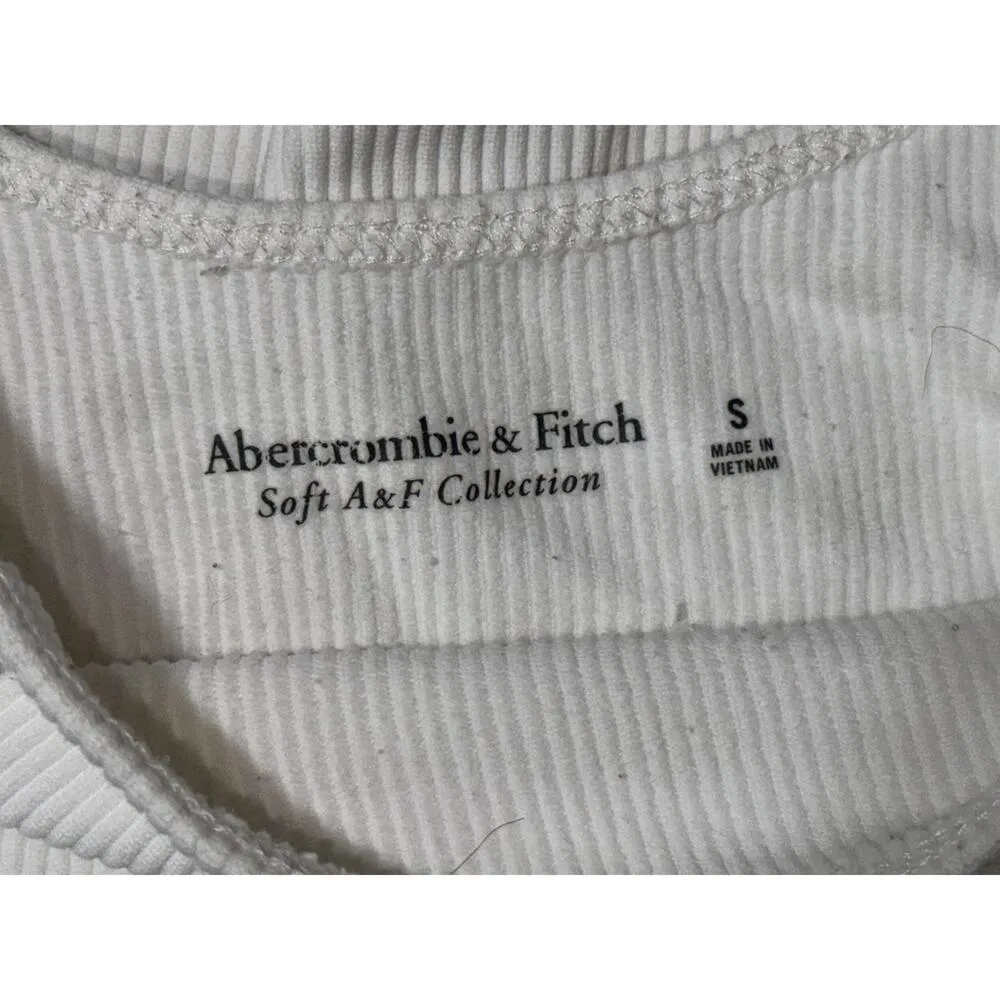 Abercrombie & Fitch
Soft A&F Collection
S
MADE IN
VIETNAM